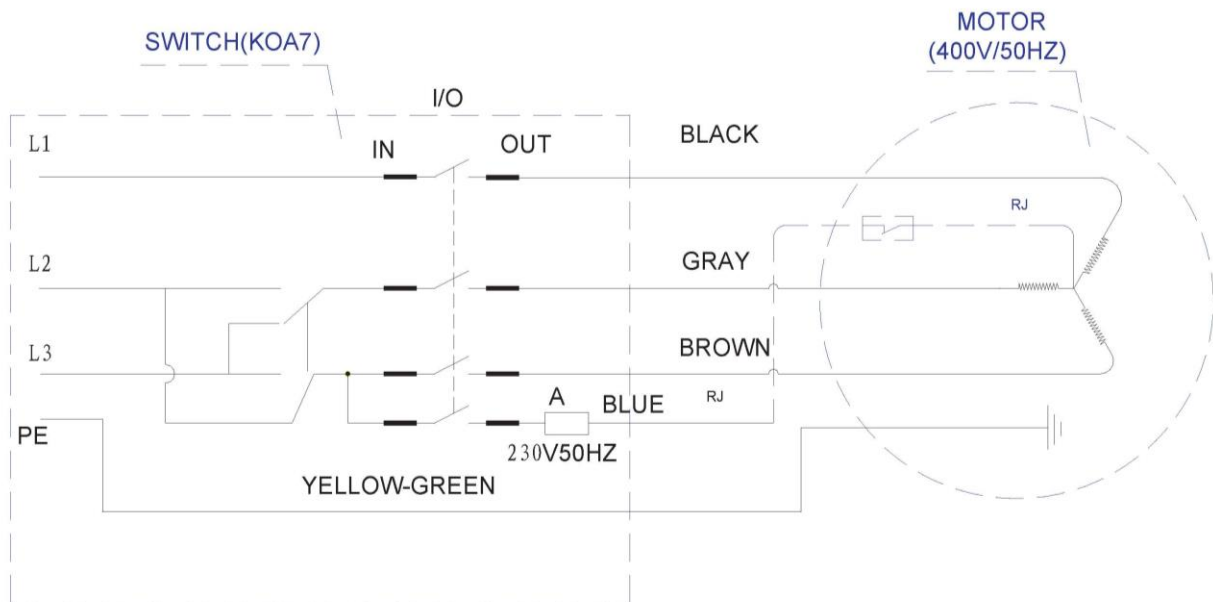 SWITCH(KOA7)
MOTOR
(400V/50HZ)
I/O
L1
IN
OUT
BLACK
RJ
L2
GRAY
L3
BROWN
A
BLUE
RJ
PE
230V50HZ
YELLOW-GREEN